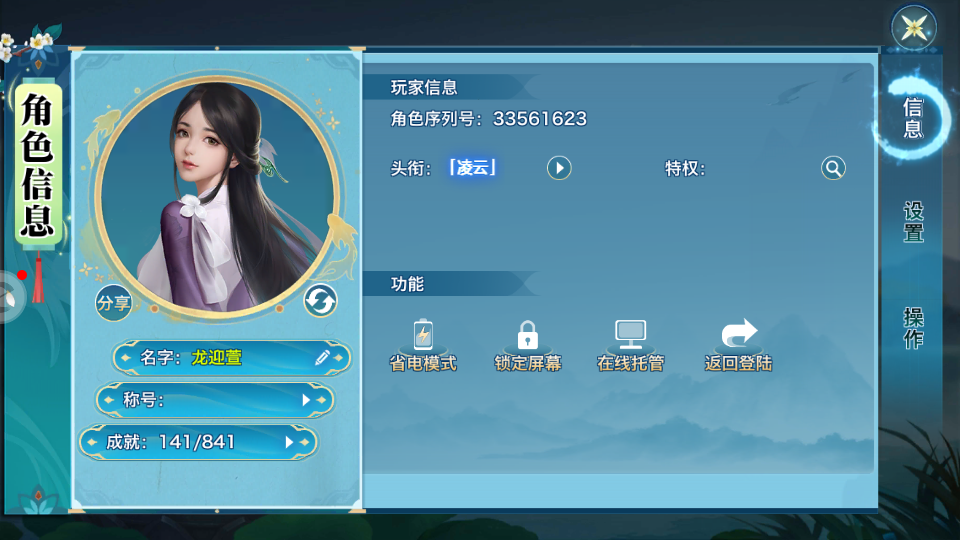 角色信息
分享
名字：龙迎萱
称号：
成就：141/841
玩家信息
角色序列号：33561623
头衔：「凌云」
特权：
功能
省电模式
锁定屏幕
在线托管
返回登陆
信息
设置
操作